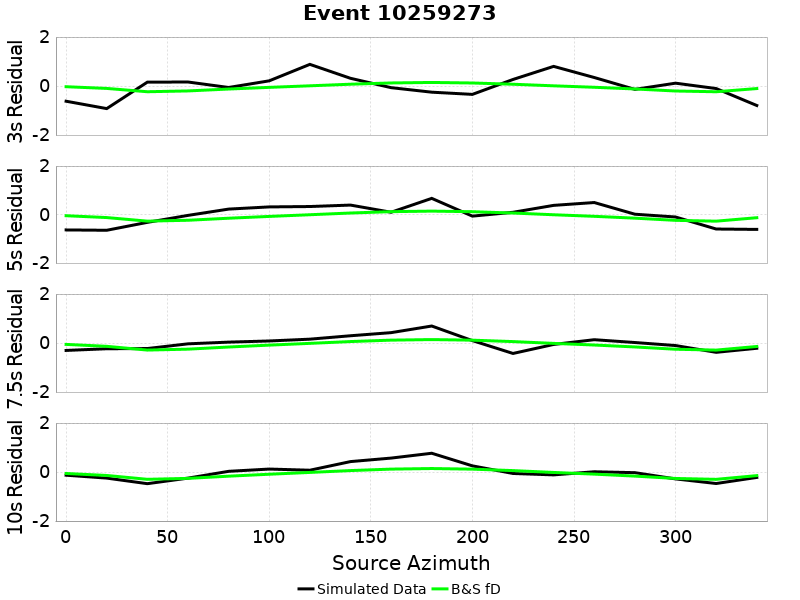 Event 10259273
3s Residual
2
0
-2
5s Residual
2
0
-2
7.5s Residual
2
0
-2
10s Residual
2
0
-2
0 50 100 150 200 250 300
Source Azimuth
Simulated Data B&S fD